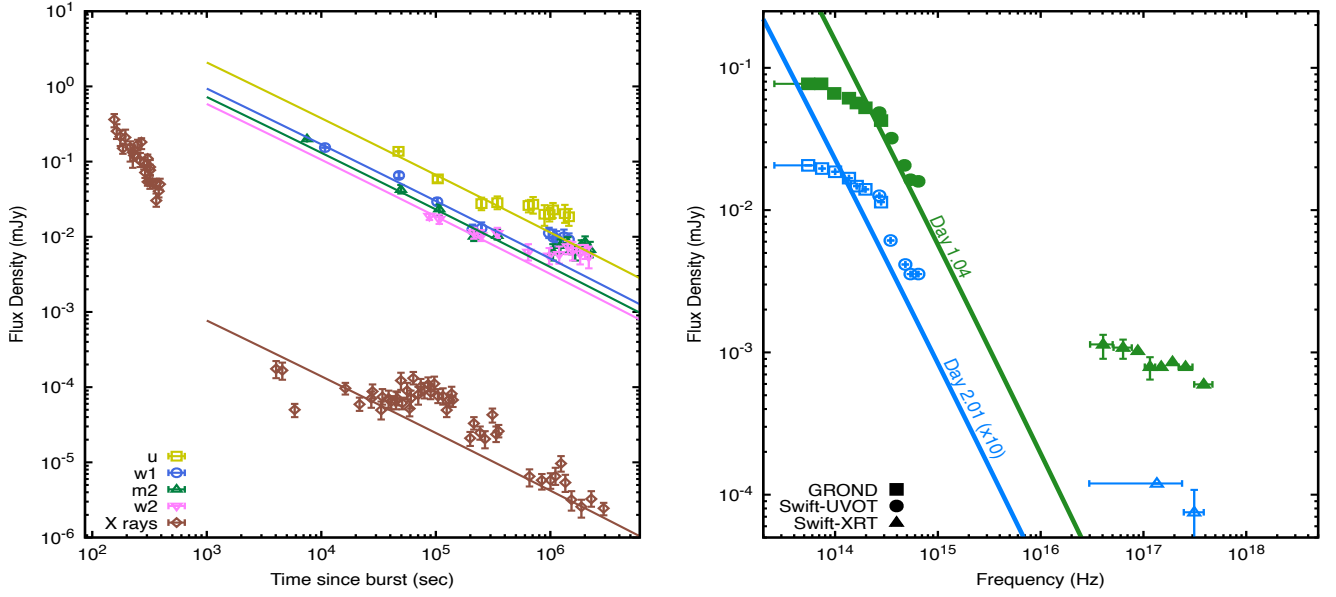 10^1
10^0
10^-1
10^-2
10^-3
10^-4
10^-5
10^-6
Flux Density (mJy)
u
w1
m2
w2
X rays
10^2 10^3 10^4 10^5 10^6
Time since burst (sec)
10^-1
10^-2
10^-3
10^-4
Flux Density (mJy)
Day 1.04
Day 2.01 (x10)
GROND
Swift-UVOT
Swift-XRT
10^14 10^15 10^16 10^17 10^18
Frequency (Hz)